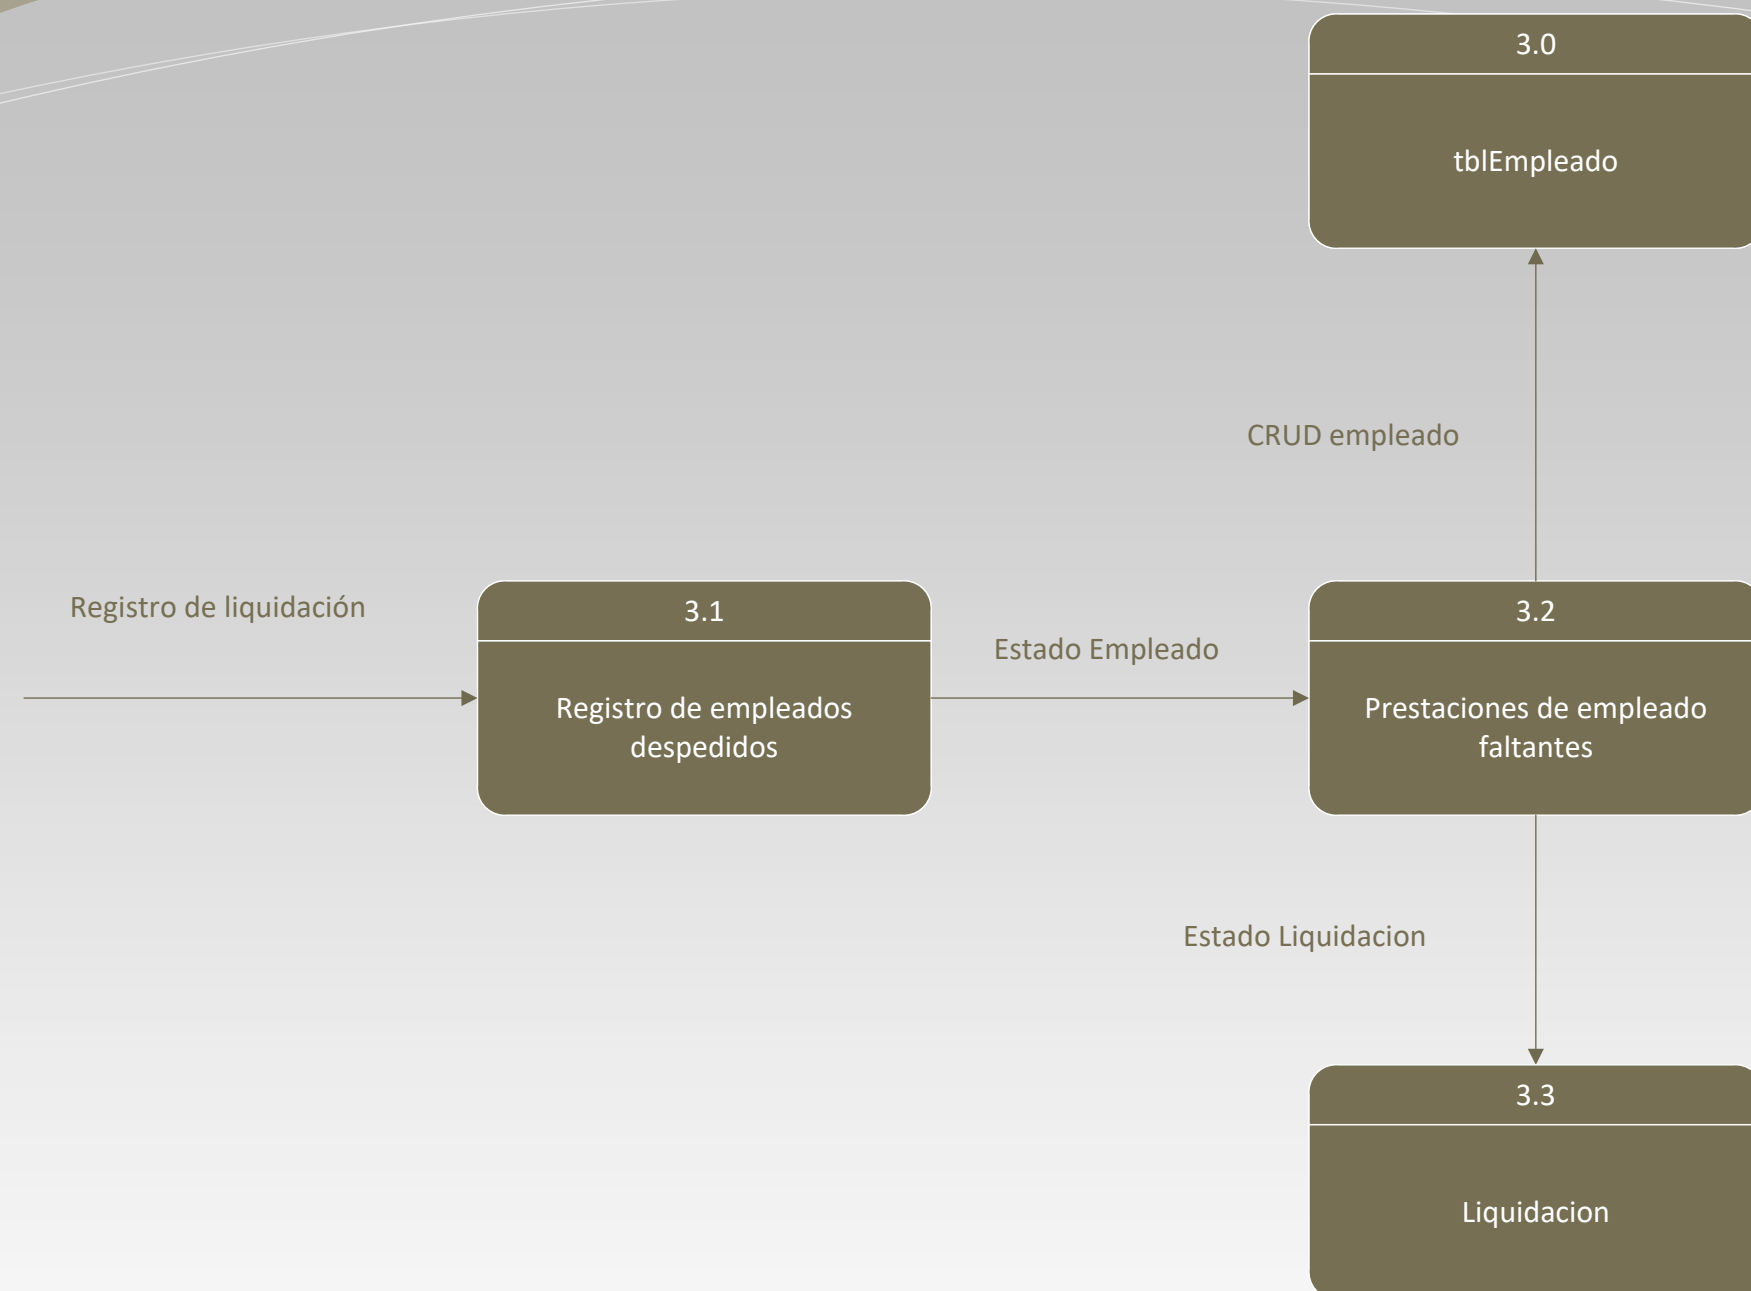 3.0
tblEmpleado
CRUD empleado
Registro de liquidación
3.1
Registro de empleados
despedidos
Estado Empleado
3.2
Prestaciones de empleado
faltantes
Estado Liquidacion
3.3
Liquidacion